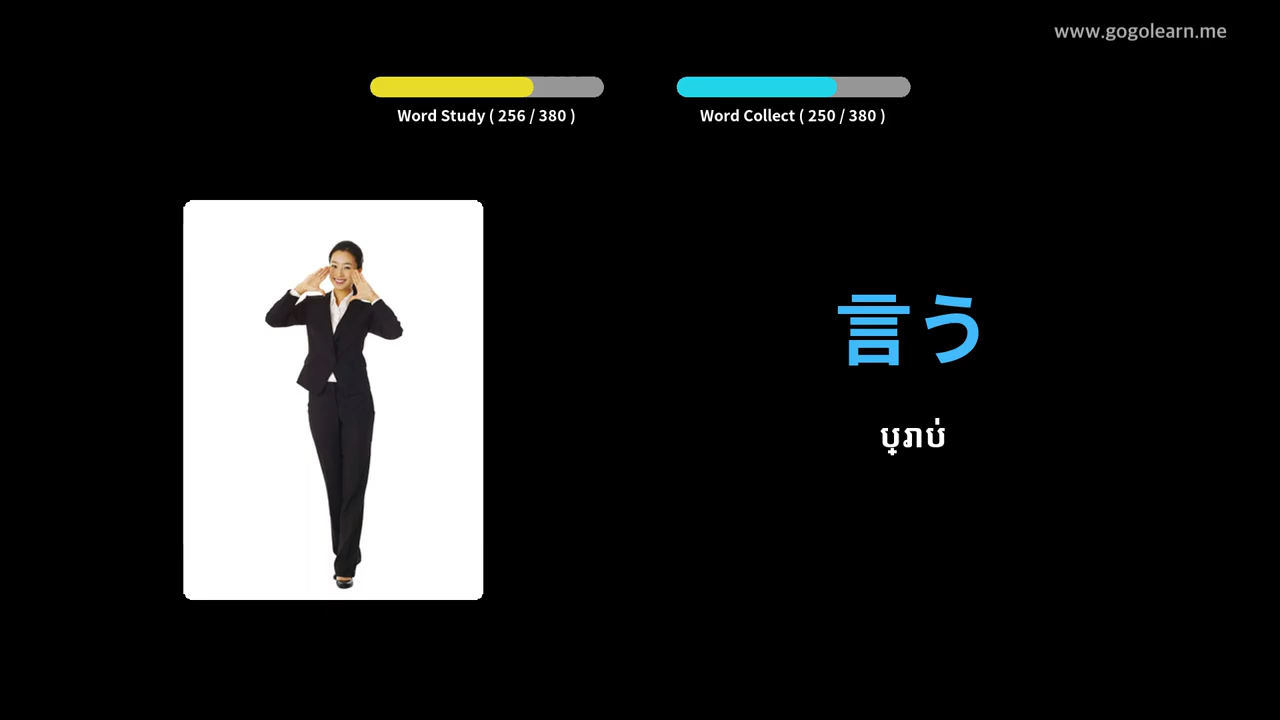 www.gogolearn.me
Word Study ( 256 / 380 )
Word Collect ( 250 / 380 )
言う
ប្រាប់